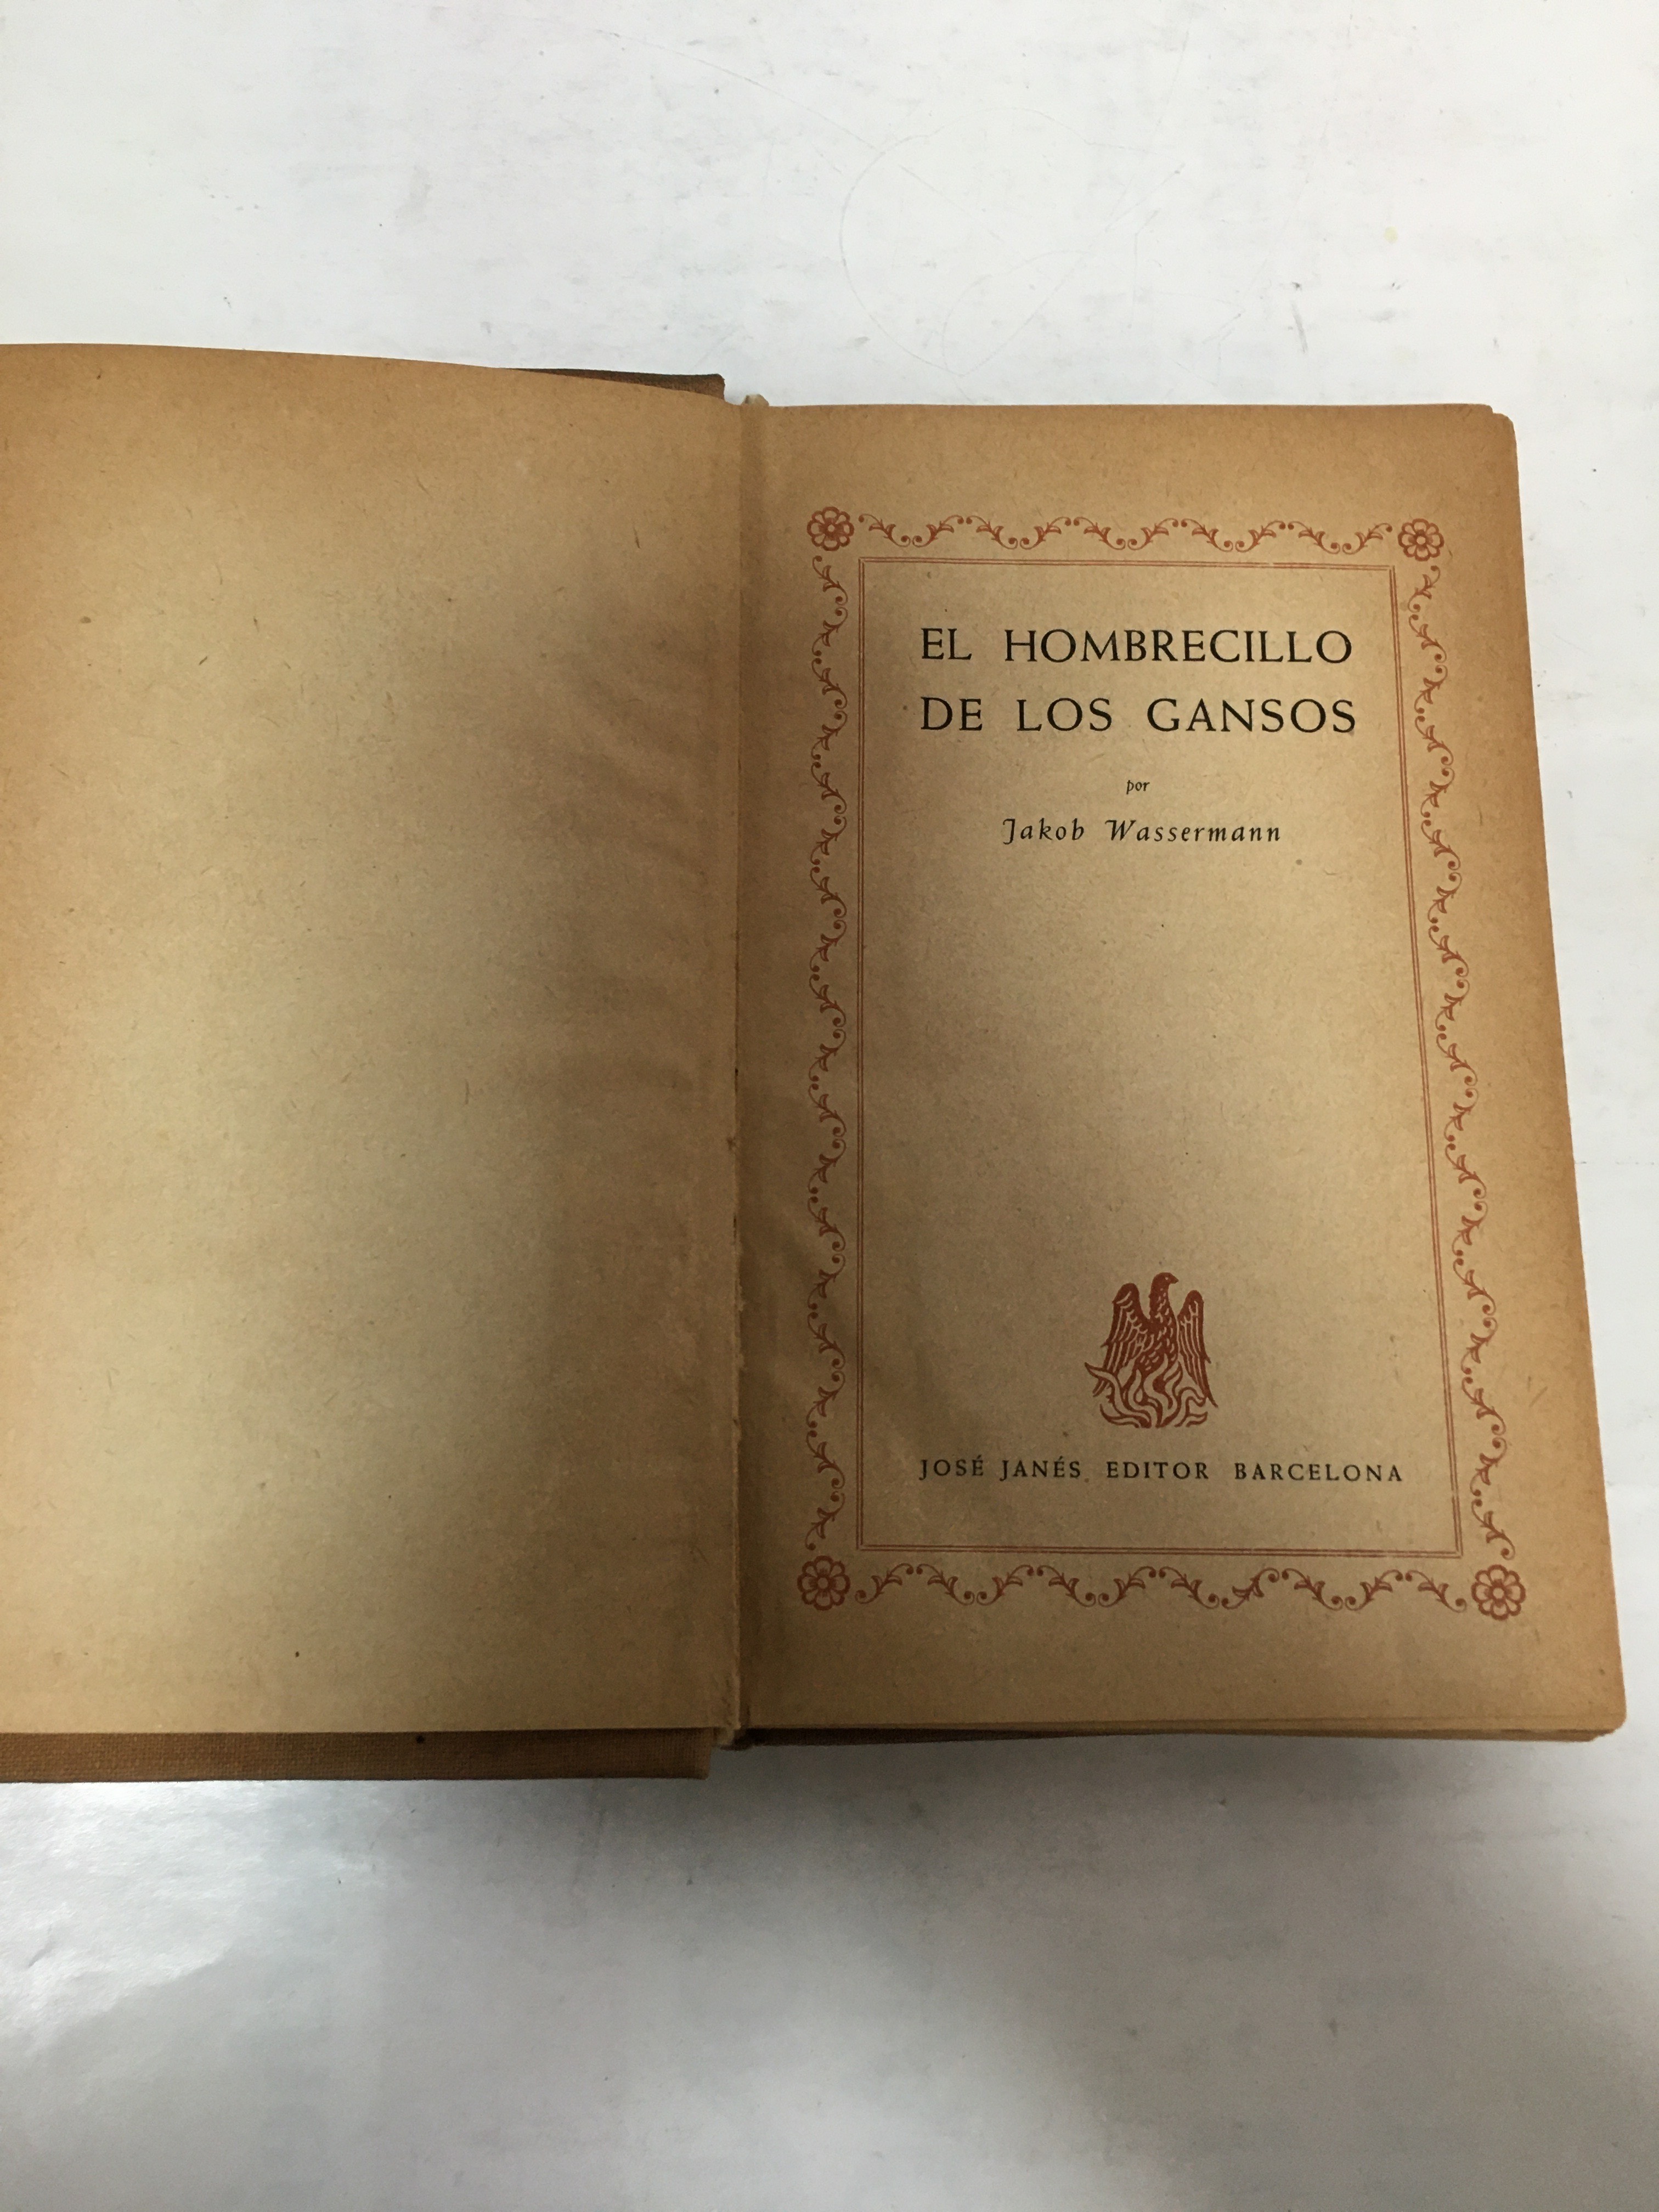 EL HOMBRECILLO
DE LOS GANSOS
por
Jakob Wassermann
JOSÉ JANÉS EDITOR BARCELONA